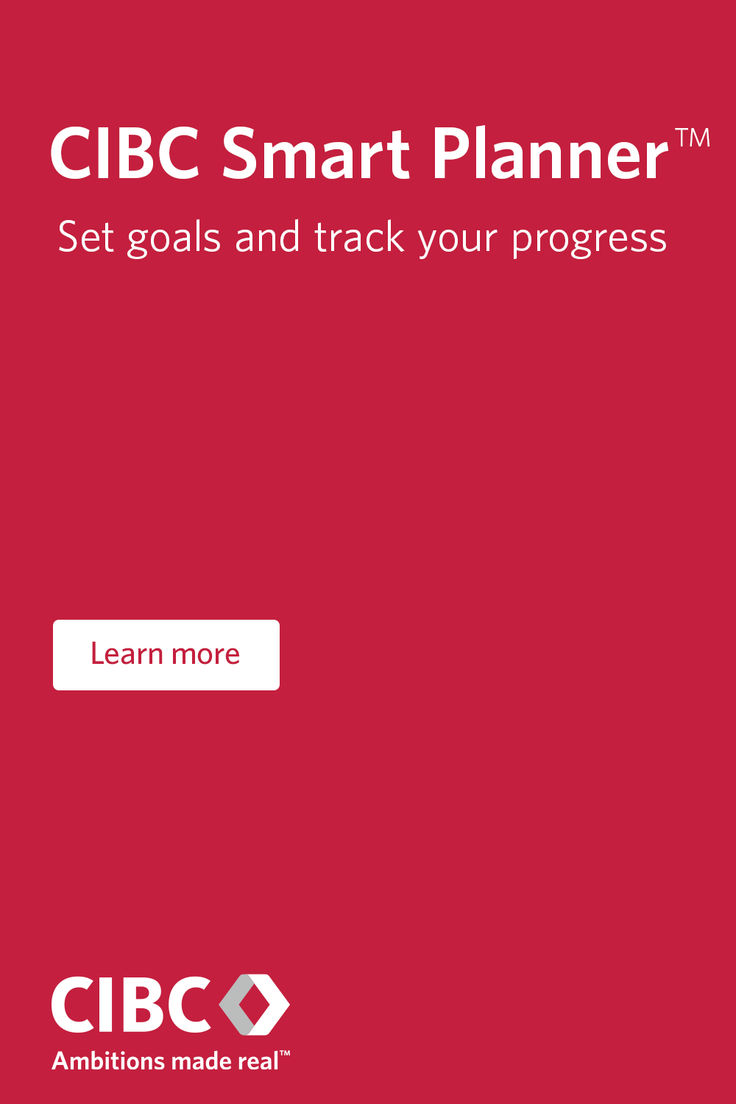 CIBC Smart Planner™
Set goals and track your progress
Learn more
CIBC
Ambitions made real™